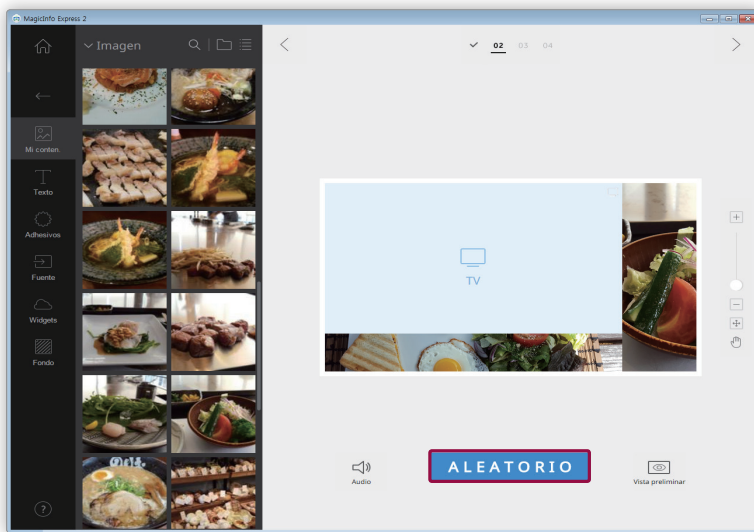 MagicInfo Express 2
Imagen
02 03 04
Mi conten.
Texto
Adhesivos
Fuente
Widgets
Fondo
?
TV
Audio
ALEATORIO
Vista preliminar